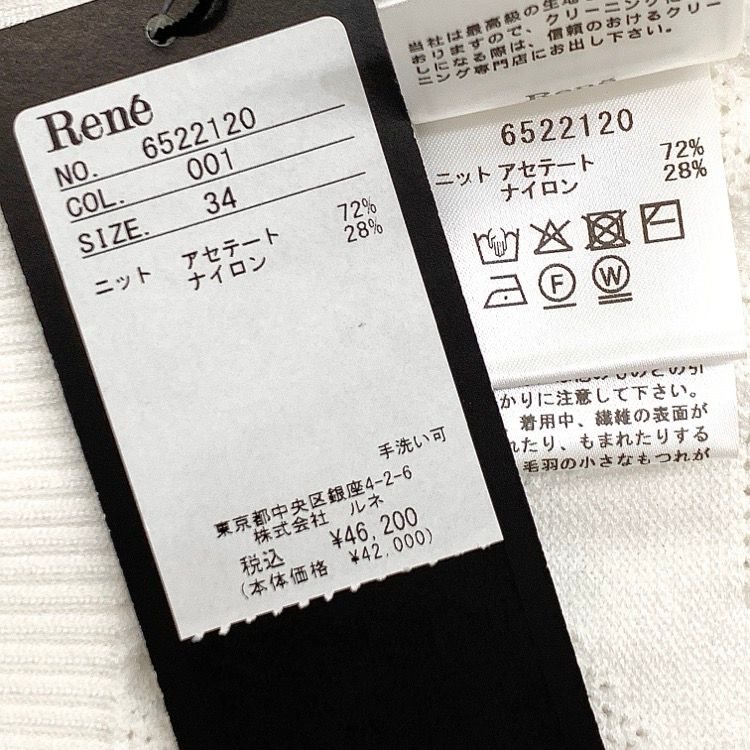 René
NO. 6522120
COL. 001
SIZE. 34
ニット アセテート 72%
ナイロン 28%
手洗い可
東京都中央区銀座4-2-6
株式会社 ルネ
税込 ¥46,200
(本体価格 ¥42,000)
当社は最高級の生地
おりますので、クリーニング
しになる際は、信頼のおけるクリー
ニング専門店にお出し下さい。
6522120
ニット アセテート 72%
ナイロン 28%
F W
かりに注意して下さい。
着用中、繊維の表面が
れたり、もまれたりする
毛羽の小さなもつれが